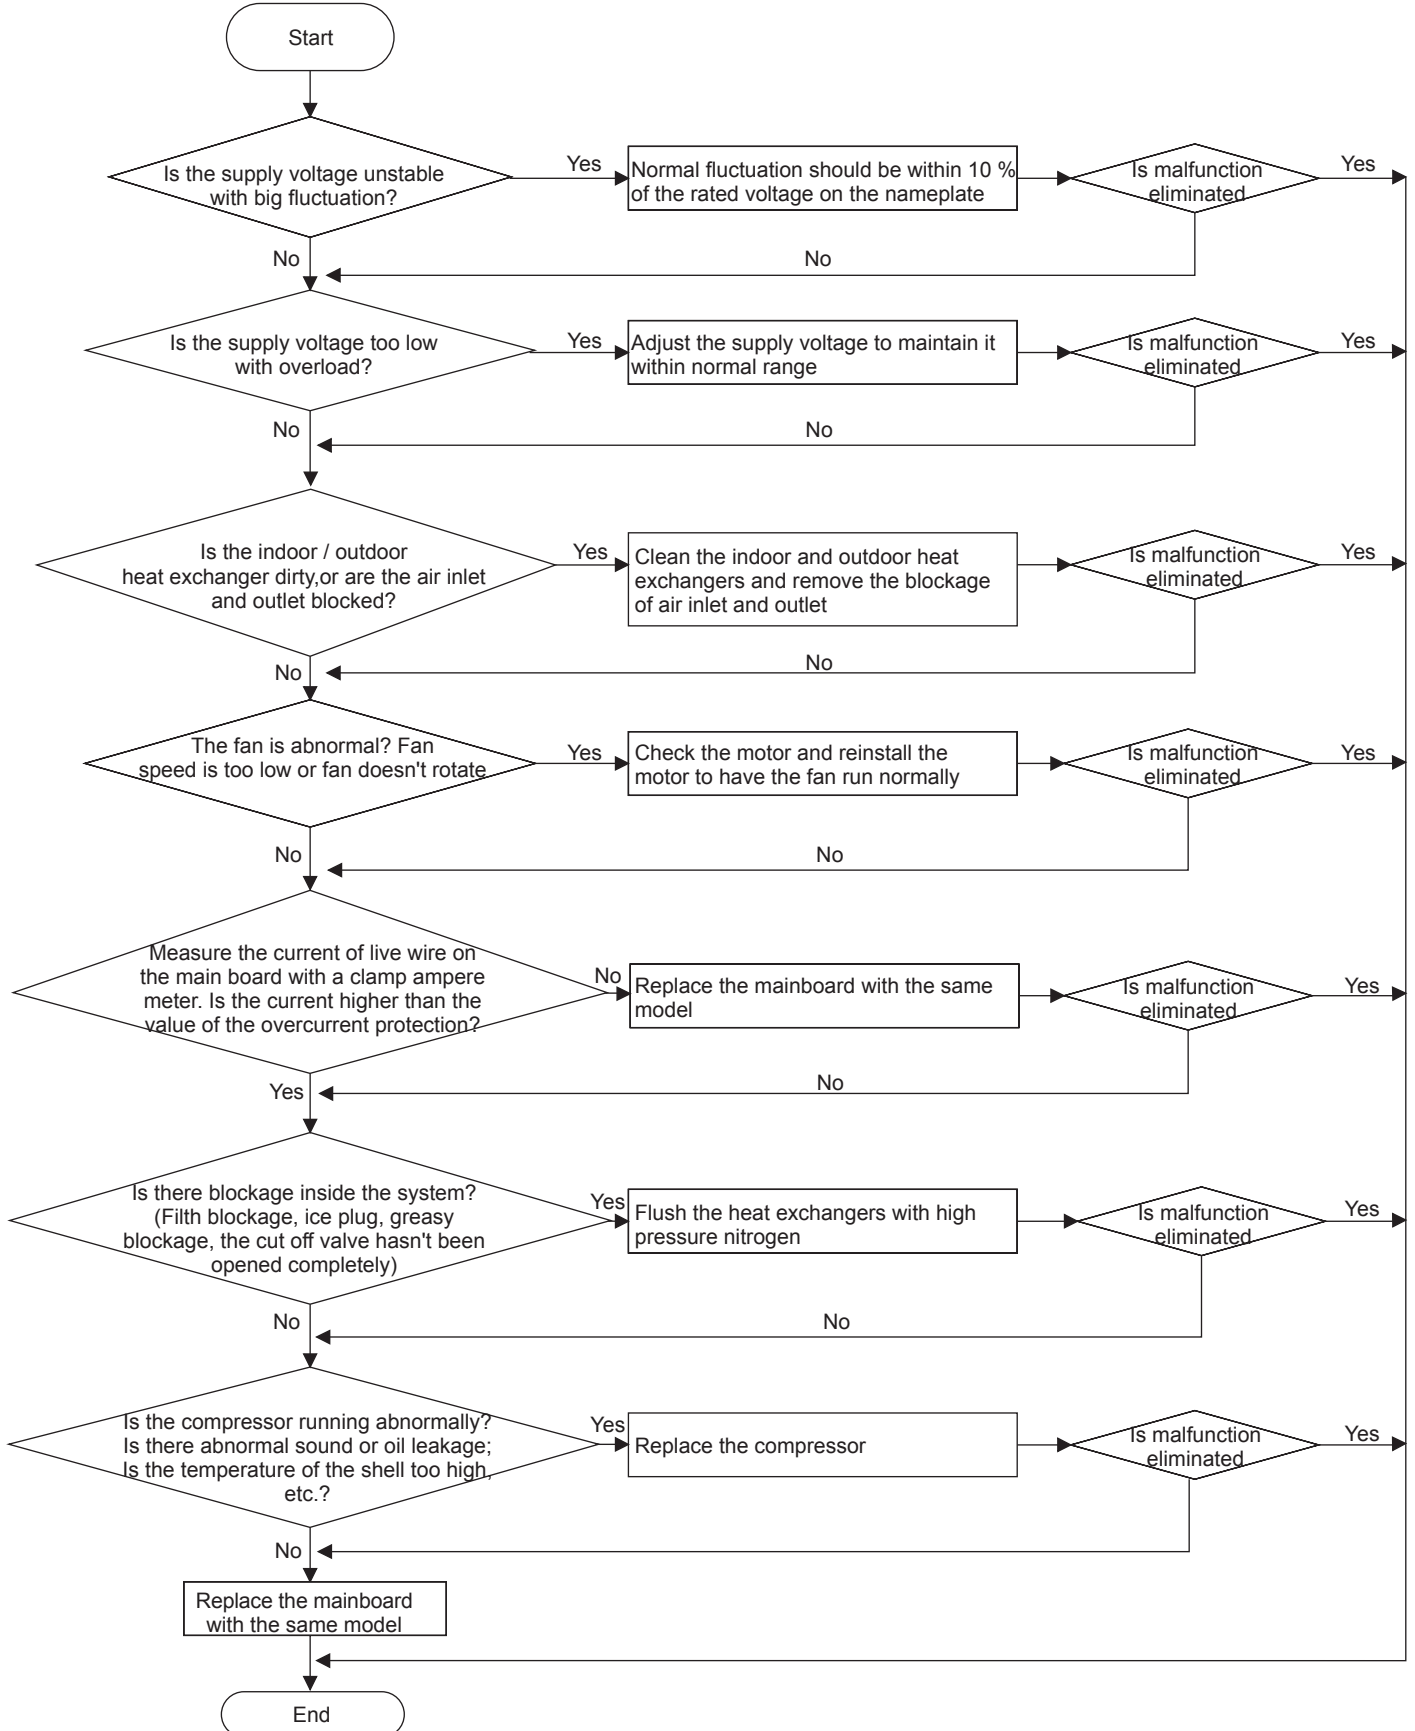 Start
Is the supply voltage unstable
with big fluctuation?
Yes
Normal fluctuation should be within 10 %
of the rated voltage on the nameplate
Is malfunction
eliminated
Yes
No
No
Is the supply voltage too low
with overload?
Yes
Adjust the supply voltage to maintain it
within normal range
Is malfunction
eliminated
Yes
No
No
Is the indoor / outdoor
heat exchanger dirty,or are the air inlet
and outlet blocked?
Yes
Clean the indoor and outdoor heat
exchangers and remove the blockage
of air inlet and outlet
Is malfunction
eliminated
Yes
No
No
The fan is abnormal? Fan
speed is too low or fan doesn't rotate
Yes
Check the motor and reinstall the
motor to have the fan run normally
Is malfunction
eliminated
Yes
No
No
Measure the current of live wire on
the main board with a clamp ampere
meter. Is the current higher than the
value of the overcurrent protection?
No
Replace the mainboard with the same
model
Is malfunction
eliminated
Yes
Yes
No
Is there blockage inside the system?
(Filth blockage, ice plug, greasy
blockage, the cut off valve hasn't been
opened completely)
Yes
Flush the heat exchangers with high
pressure nitrogen
Is malfunction
eliminated
Yes
No
No
Is the compressor running abnormally?
Is there abnormal sound or oil leakage;
Is the temperature of the shell too high,
etc.?
Yes
Replace the compressor
Is malfunction
eliminated
Yes
No
Replace the mainboard
with the same model
End